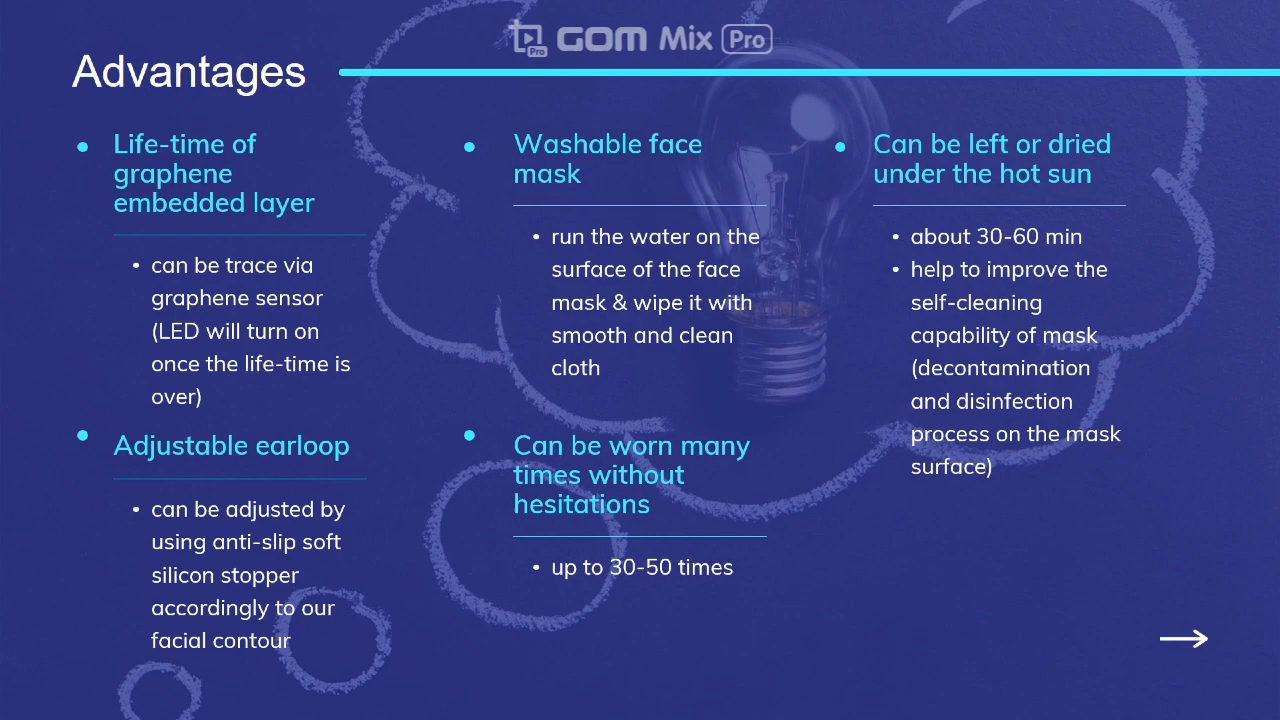 Pro GOM Mix Pro
Advantages
Life-time of
graphene
embedded layer
can be trace via
graphene sensor
(LED will turn on
once the life-time is
over)
Adjustable earloop
can be adjusted by
using anti-slip soft
silicon stopper
accordingly to our
facial contour
Washable face
mask
run the water on the
surface of the face
mask & wipe it with
smooth and clean
cloth
Can be worn many
times without
hesitations
up to 30-50 times
Can be left or dried
under the hot sun
about 30-60 min
help to improve the
self-cleaning
capability of mask
(decontamination
and disinfection
process on the mask
surface)